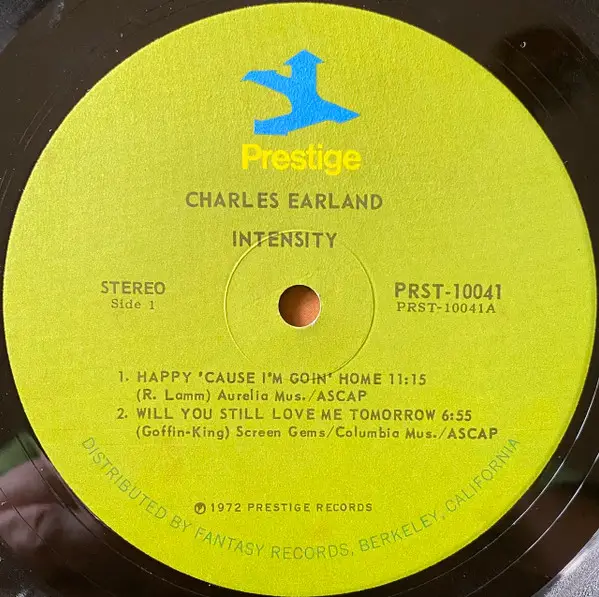 Prestige
CHARLES EARLAND
INTENSITY
STEREO
Side 1
PRST-10041
PRST-10041A
1. HAPPY 'CAUSE I'M GOIN' HOME 11:15
(R. Lamm) Aurelia Mus./ASCAP
2. WILL YOU STILL LOVE ME TOMORROW 6:55
(Goffin-King) Screen Gems/Columbia Mus./ASCAP
℗ 1972 PRESTIGE RECORDS
DISTRIBUTED BY FANTASY RECORDS, BERKELEY, CALIFORNIA